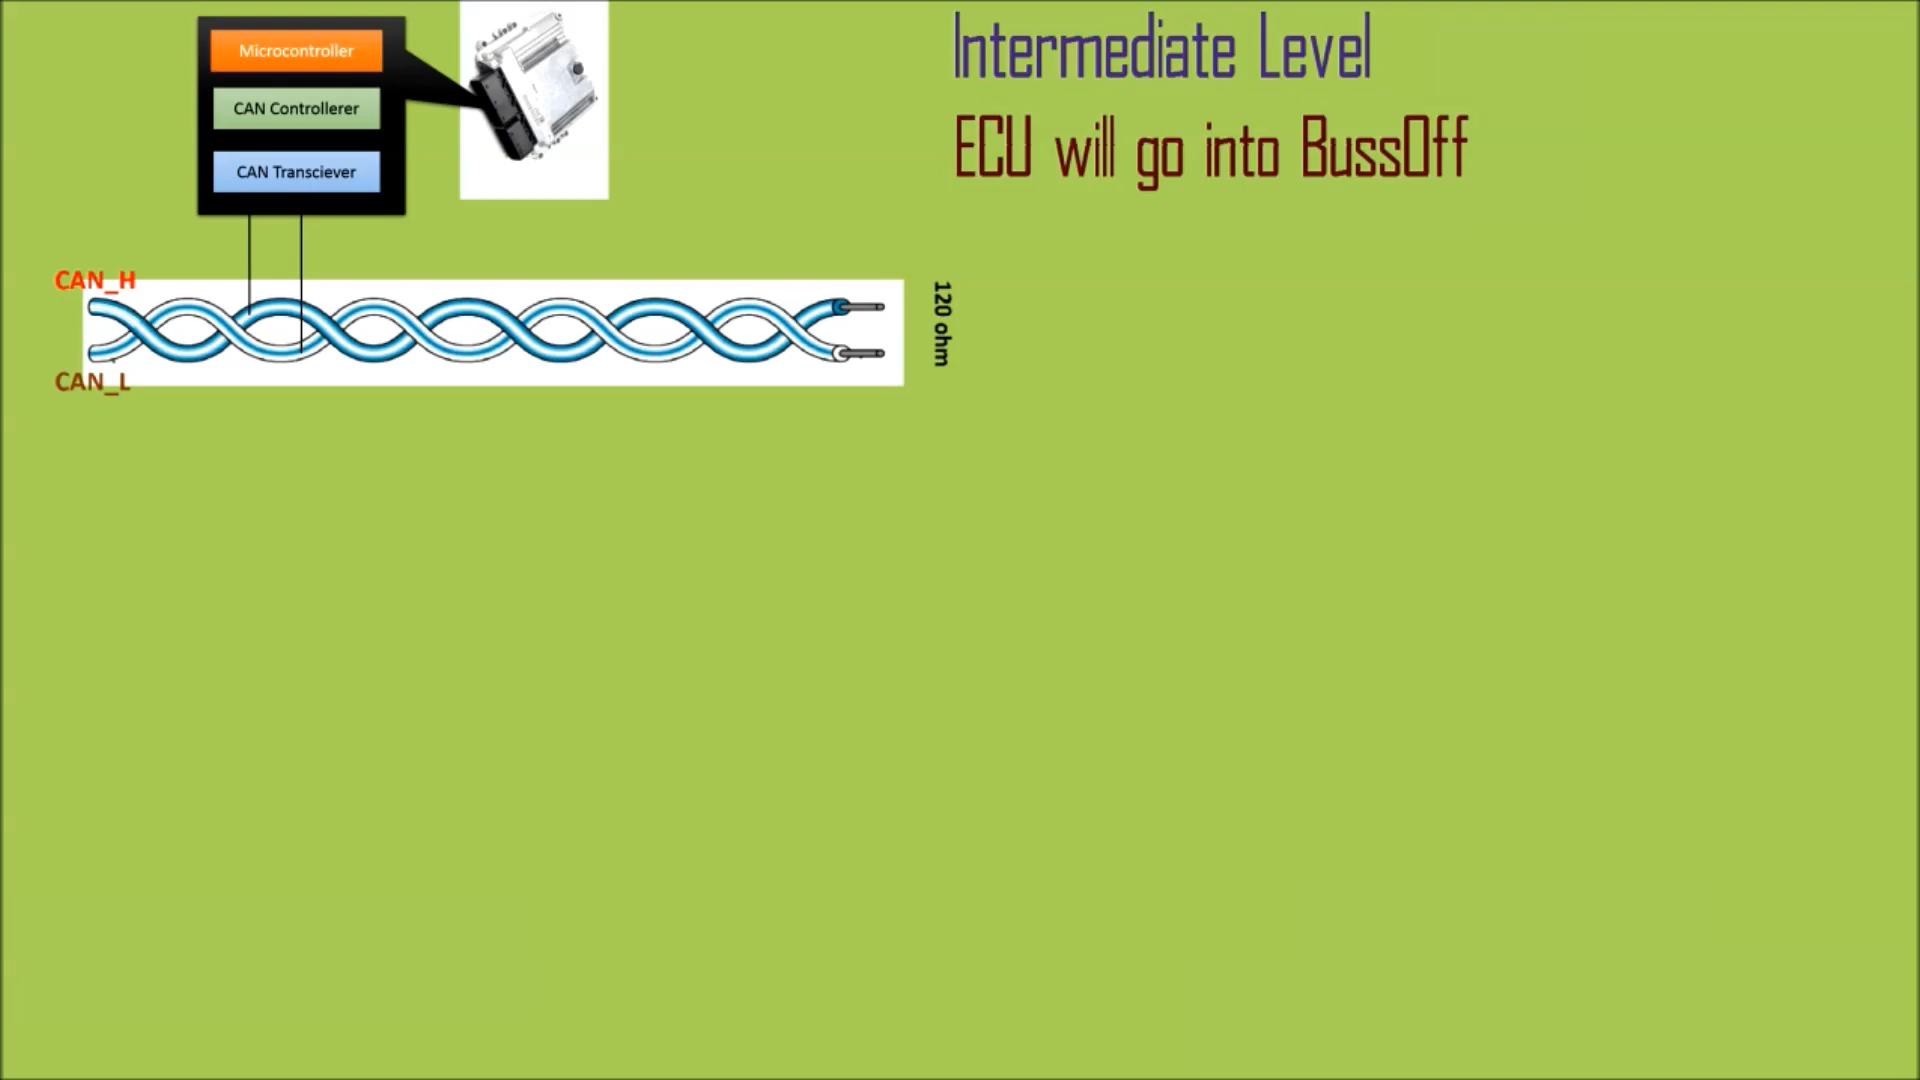 Microcontroller
CAN Controllerer
CAN Transciever
Intermediate Level
ECU will go into BussOff
CAN_H
120 ohm
CAN_L